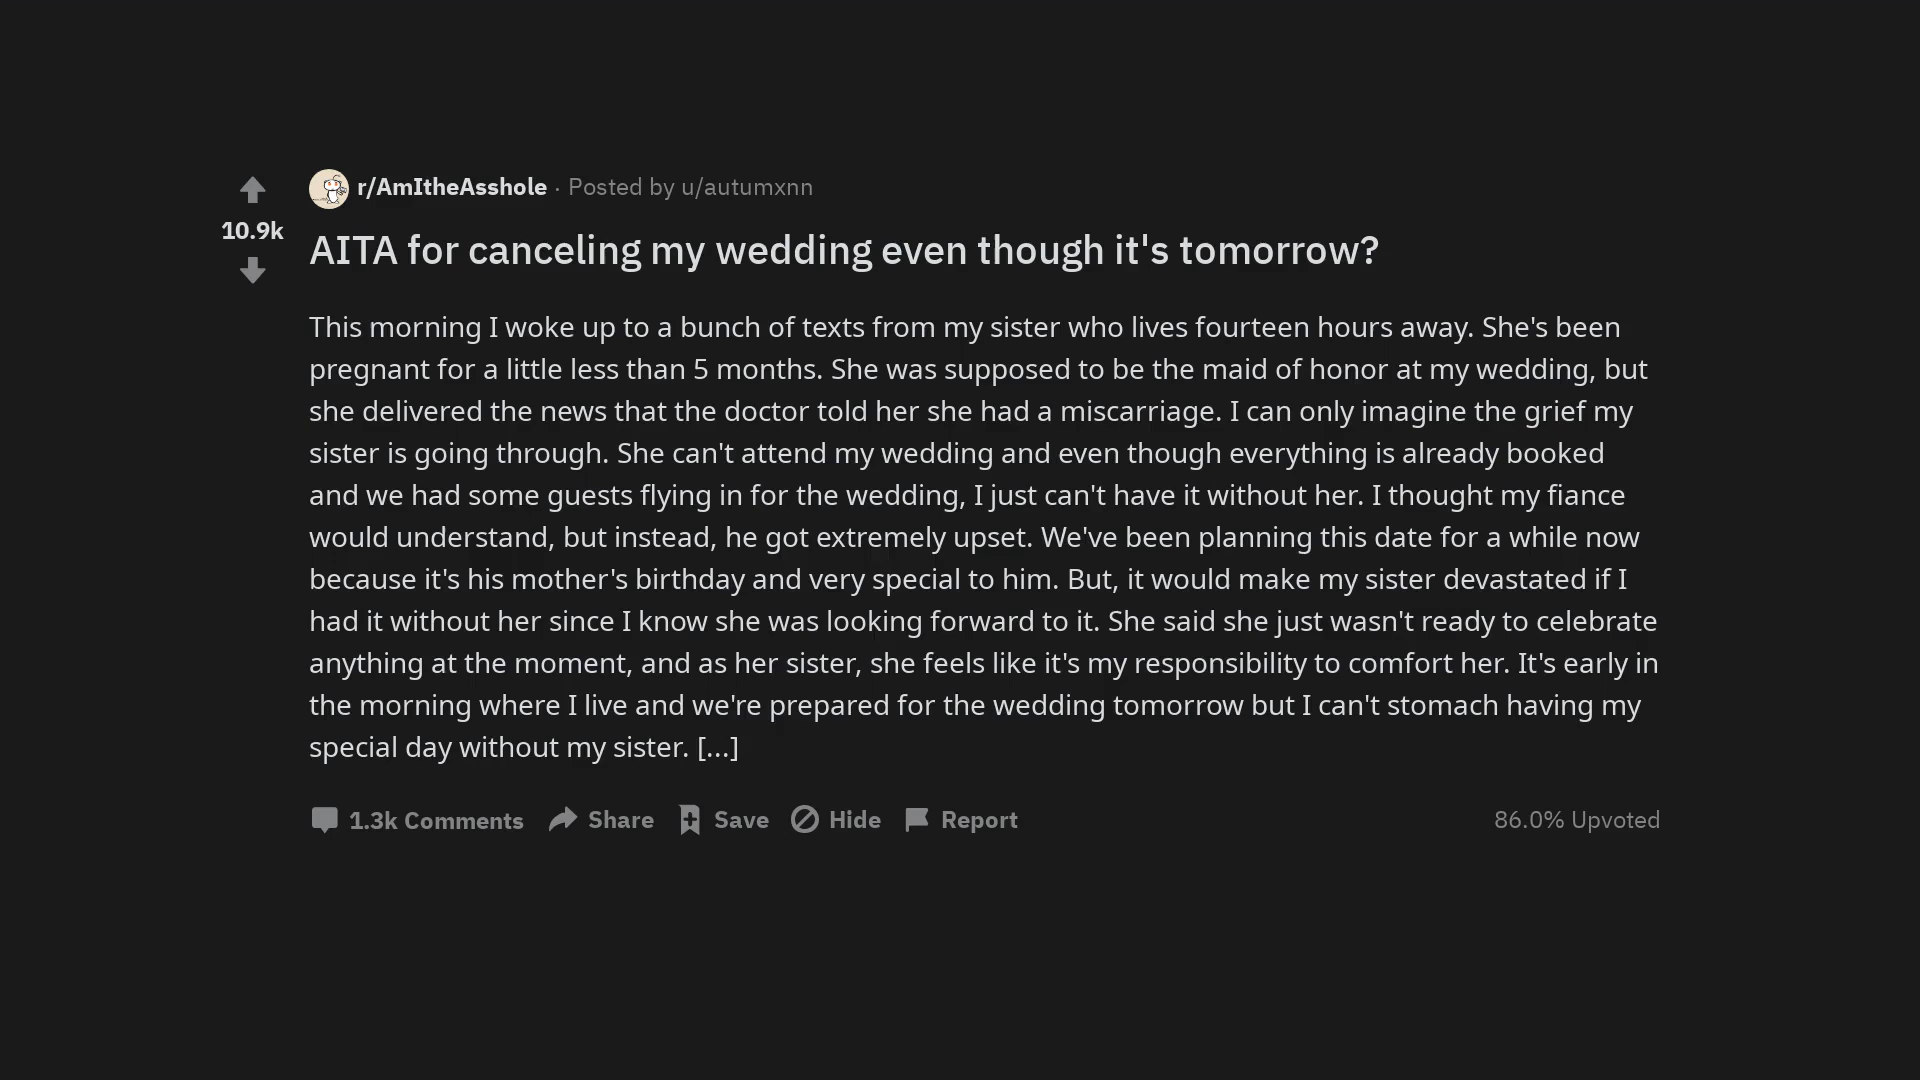 r/AmItheAsshole · Posted by u/autumxnn
10.9k
AITA for canceling my wedding even though it's tomorrow?
This morning I woke up to a bunch of texts from my sister who lives fourteen hours away. She's been
pregnant for a little less than 5 months. She was supposed to be the maid of honor at my wedding, but
she delivered the news that the doctor told her she had a miscarriage. I can only imagine the grief my
sister is going through. She can't attend my wedding and even though everything is already booked
and we had some guests flying in for the wedding, I just can't have it without her. I thought my fiance
would understand, but instead, he got extremely upset. We've been planning this date for a while now
because it's his mother's birthday and very special to him. But, it would make my sister devastated if I
had it without her since I know she was looking forward to it. She said she just wasn't ready to celebrate
anything at the moment, and as her sister, she feels like it's my responsibility to comfort her. It's early in
the morning where I live and we're prepared for the wedding tomorrow but I can't stomach having my
special day without my sister. [...]
1.3k Comments Share Save Hide Report 86.0% Upvoted